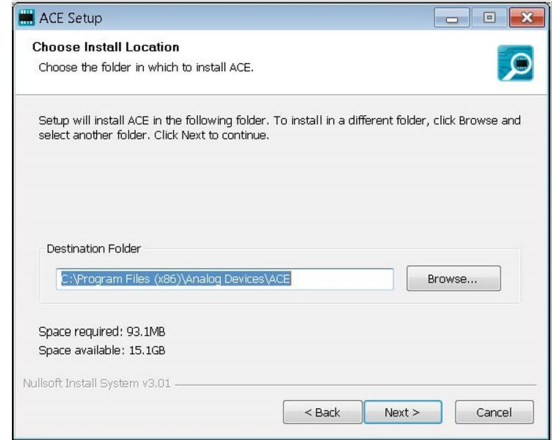 ACE Setup
Choose Install Location
Choose the folder in which to install ACE.
Setup will install ACE in the following folder. To install in a different folder, click Browse and
select another folder. Click Next to continue.
Destination Folder
C:\Program Files (x86)\Analog Devices\ACE
Browse...
Space required: 93.1MB
Space available: 15.1GB
Nullsoft Install System v3.01
< Back
Next >
Cancel